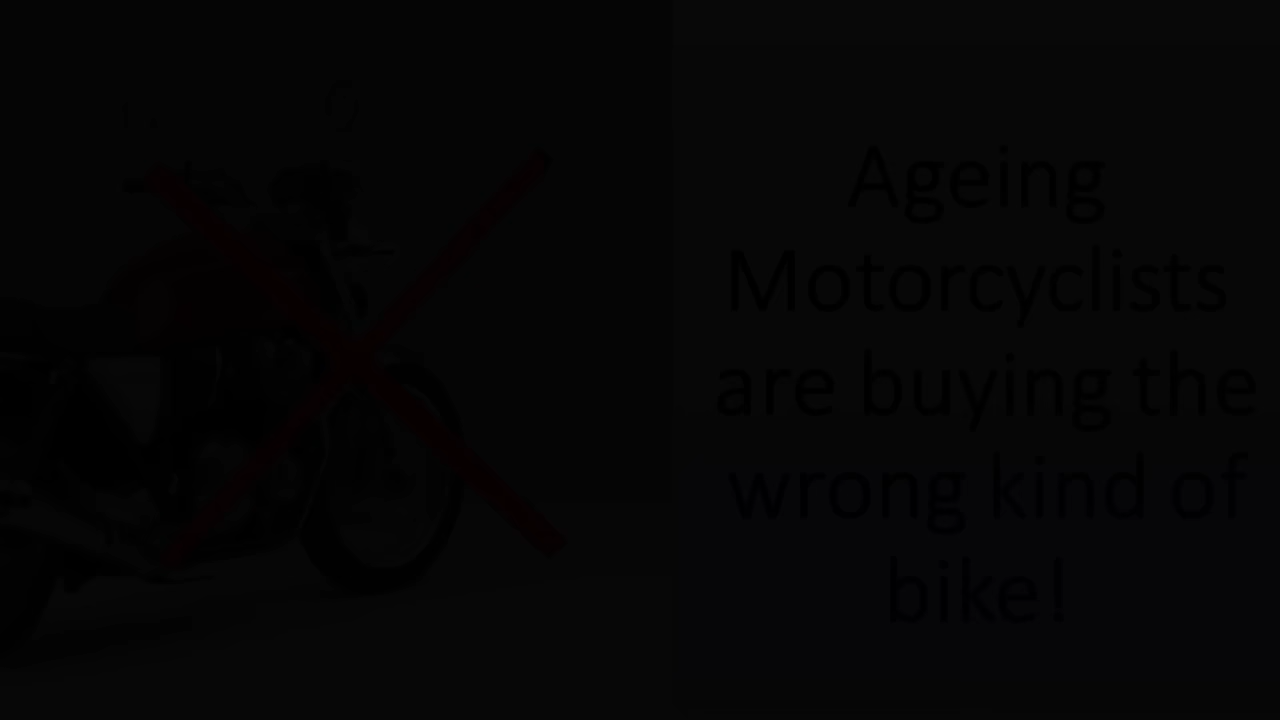 Ageing
Motorcyclists
are buying the
wrong kind of
bike!